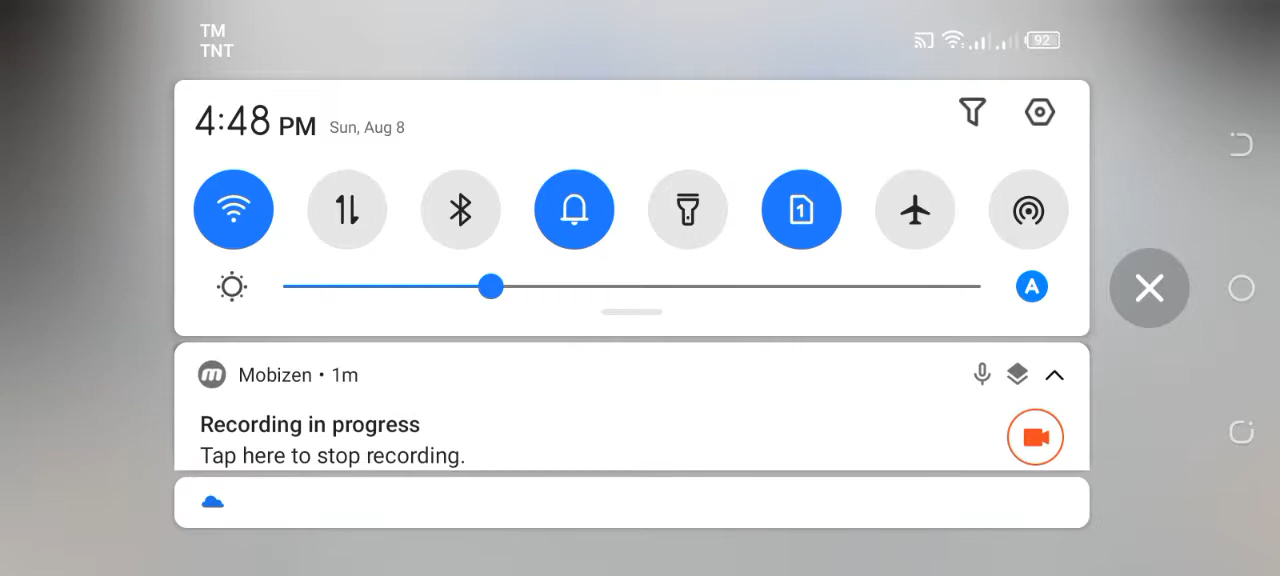 TM
TNT
92
4:48 PM Sun, Aug 8
1
A
m Mobizen • 1m
Recording in progress
Tap here to stop recording.